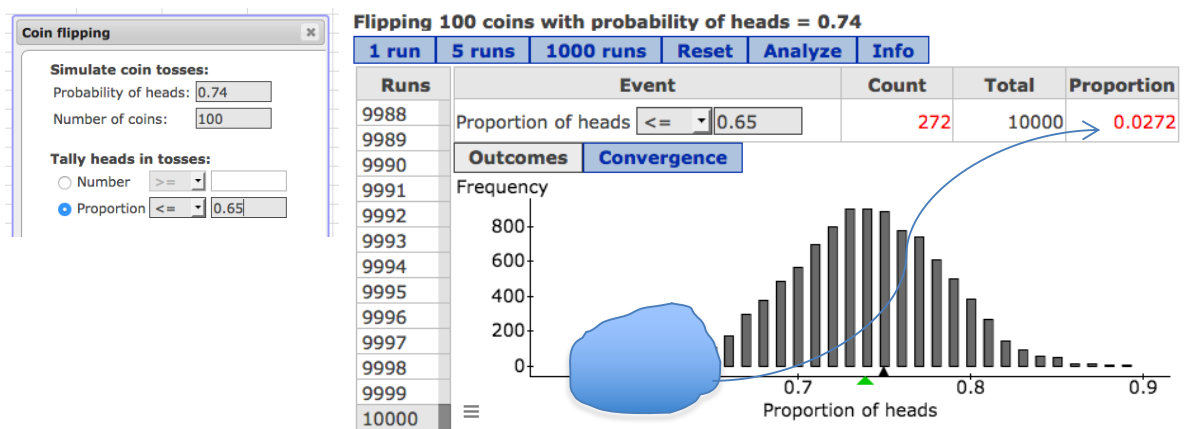 Coin flipping
Simulate coin tosses:
Probability of heads: 0.74
Number of coins: 100
Tally heads in tosses:
Number >=
Proportion <= 0.65
Flipping 100 coins with probability of heads = 0.74
1 run 5 runs 1000 runs Reset Analyze Info
Runs Event Count Total Proportion
9988
9989
9990
9991
9992
9993
9994
9995
9996
9997
9998
9999
10000
Proportion of heads <= 0.65 272 10000 0.0272
Outcomes Convergence
Frequency
800
600
400
200
0
0.7 0.8 0.9
Proportion of heads